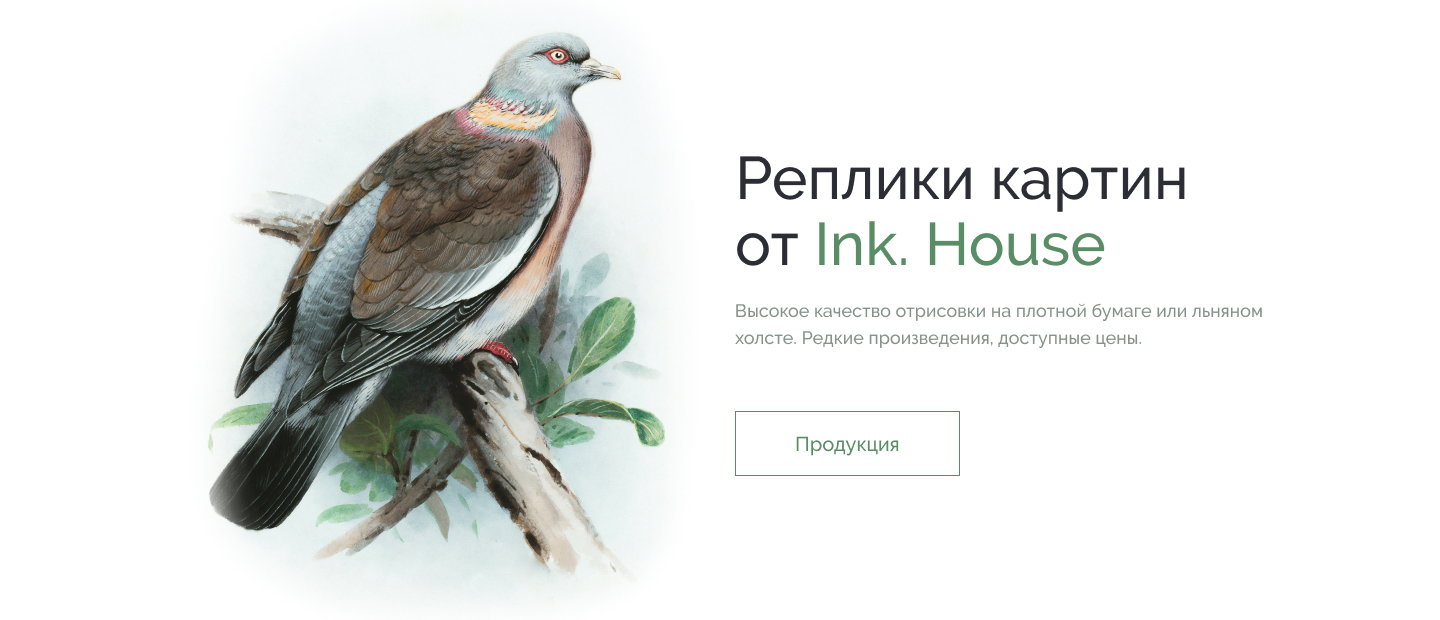 Реплики картин
от Ink. House
Высокое качество отрисовки на плотной бумаге или льняном
холсте. Редкие произведения, доступные цены.
Продукция